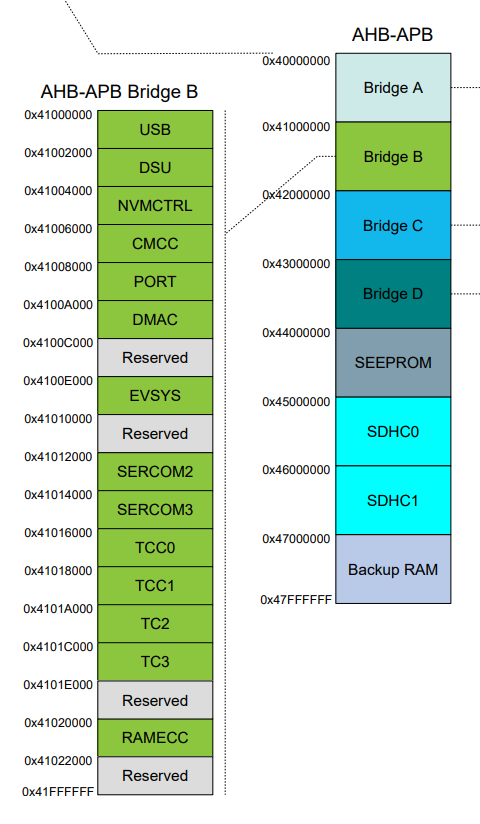 AHB-APB Bridge B
0x41000000
USB
0x41002000
DSU
0x41004000
NVMCTRL
0x41006000
CMCC
0x41008000
PORT
0x4100A000
DMAC
0x4100C000
Reserved
0x4100E000
EVSYS
0x41010000
Reserved
0x41012000
SERCOM2
0x41014000
SERCOM3
0x41016000
TCC0
0x41018000
TCC1
0x4101A000
TC2
0x4101C000
TC3
0x4101E000
Reserved
0x41020000
RAMECC
0x41022000
Reserved
0x41FFFFFF
AHB-APB
0x40000000
Bridge A
0x41000000
Bridge B
0x42000000
Bridge C
0x43000000
Bridge D
0x44000000
SEEPROM
0x45000000
SDHC0
0x46000000
SDHC1
0x47000000
Backup RAM
0x47FFFFFF